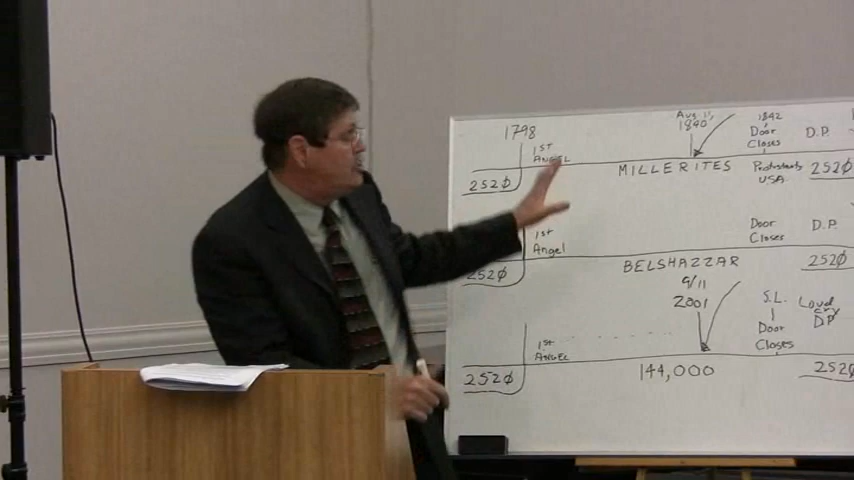 1798
1st
Angel
2520
Aug 11,
1840
MILLERITES
1842
Door
Closes
Protestants
USA
D.P.
2520
1st
Angel
2520
BELSHAZZAR
Door
Closes
D.P.
2520
1st
Angel
2520
9/11
2001
144,000
S.L.
Door
Closes
Loud
cry
DP
2520